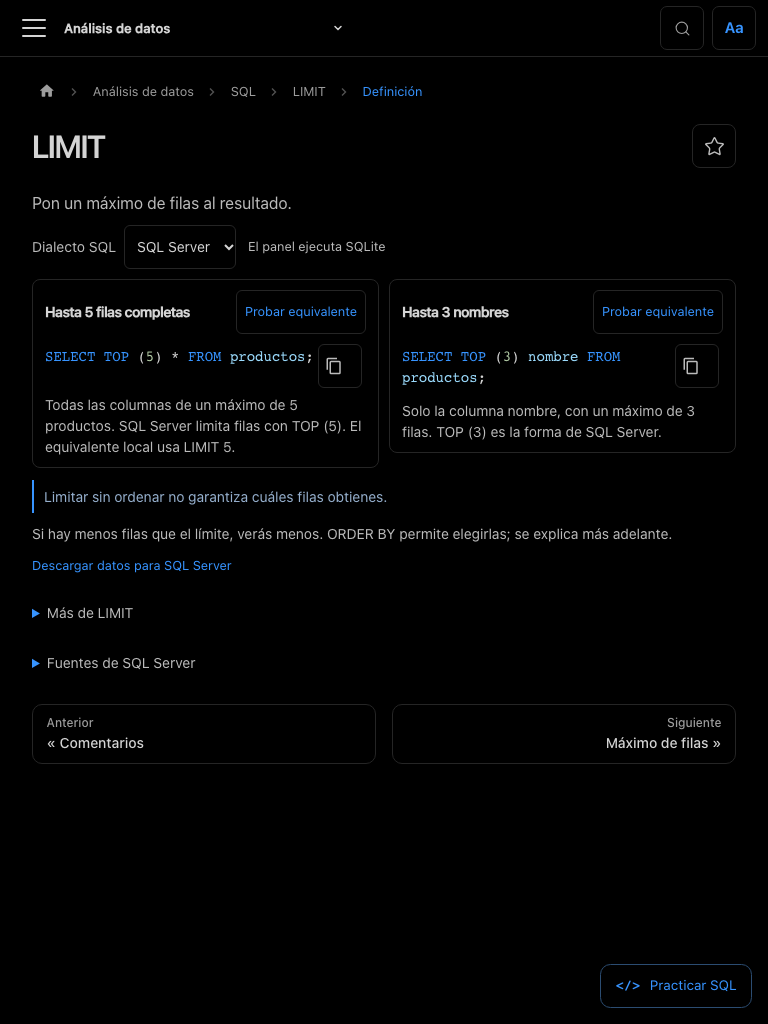 Análisis de datos
Aa
Análisis de datos
SQL
LIMIT
Definición
LIMIT
Pon un máximo de filas al resultado.
Dialecto SQL
SQL Server
El panel ejecuta SQLite
Hasta 5 filas completas
Probar equivalente
SELECT TOP (5) * FROM productos;
Todas las columnas de un máximo de 5
productos. SQL Server limita filas con TOP (5). El
equivalente local usa LIMIT 5.
Hasta 3 nombres
Probar equivalente
SELECT TOP (3) nombre FROM
productos;
Solo la columna nombre, con un máximo de 3
filas. TOP (3) es la forma de SQL Server.
Limitar sin ordenar no garantiza cuáles filas obtienes.
Si hay menos filas que el límite, verás menos. ORDER BY permite elegirlas; se explica más adelante.
Descargar datos para SQL Server
Más de LIMIT
Fuentes de SQL Server
Anterior
« Comentarios
Siguiente
Máximo de filas »
</> Practicar SQL